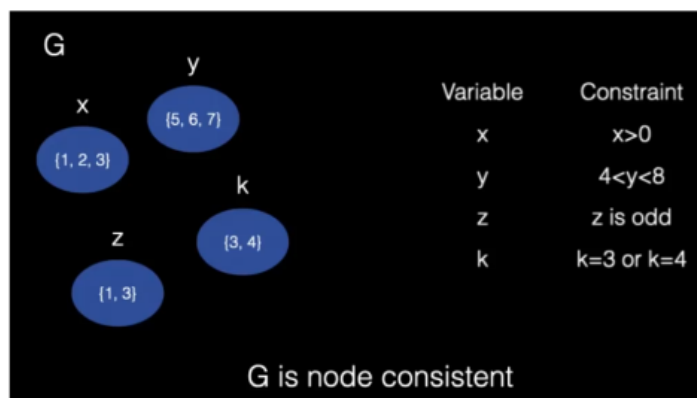 G
y
{5, 6, 7}
x
{1, 2, 3}
k
{3, 4}
z
{1, 3}
Variable Constraint
x x>0
y 4<y<8
z z is odd
k k=3 or k=4
G is node consistent